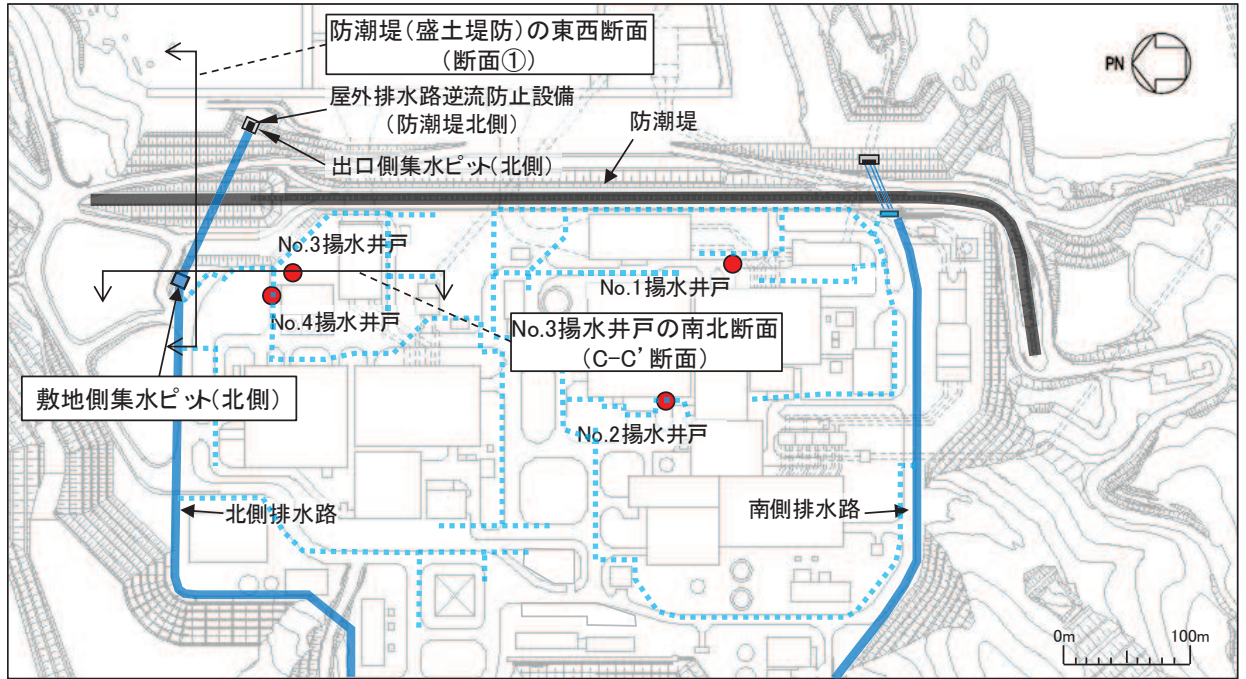 防潮堤(盛土堤防)の東西断面
(断面①)
PN
屋外排水路逆流防止設備
(防潮堤北側)
防潮堤
出口側集水ピット(北側)
No.3揚水井戸
No.1揚水井戸
No.4揚水井戸
No.3揚水井戸の南北断面
(C-C’断面)
敷地側集水ピット(北側)
No.2揚水井戸
北側排水路
南側排水路
0m
100m